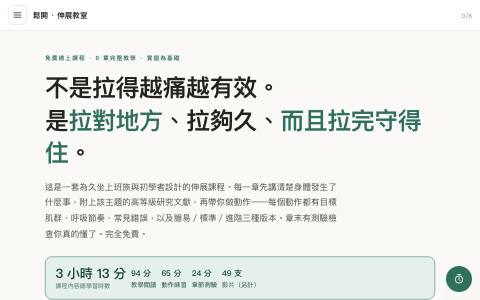 鬆開 · 伸展教室
0/8
免費線上課程 · 8 章完整教學 · 實證為基礎
不是拉得越痛越有效。
是拉對地方、拉夠久、而且拉完守得
住。
這是一套為久坐上班族與初學者設計的伸展課程。每一章先講清楚身體發生了
什麼事，附上該主題的高等級研究文獻，再帶你做動作——每個動作都有目標
肌群、呼吸節奏、常見錯誤，以及簡易 / 標準 / 進階三種版本。章末有測驗檢
查你真的懂了。完全免費。
3 小時 13 分
課程內容總學習時數
94 分
教學閱讀
65 分
動作練習
24 分
章節測驗
49 支
影片（另計）